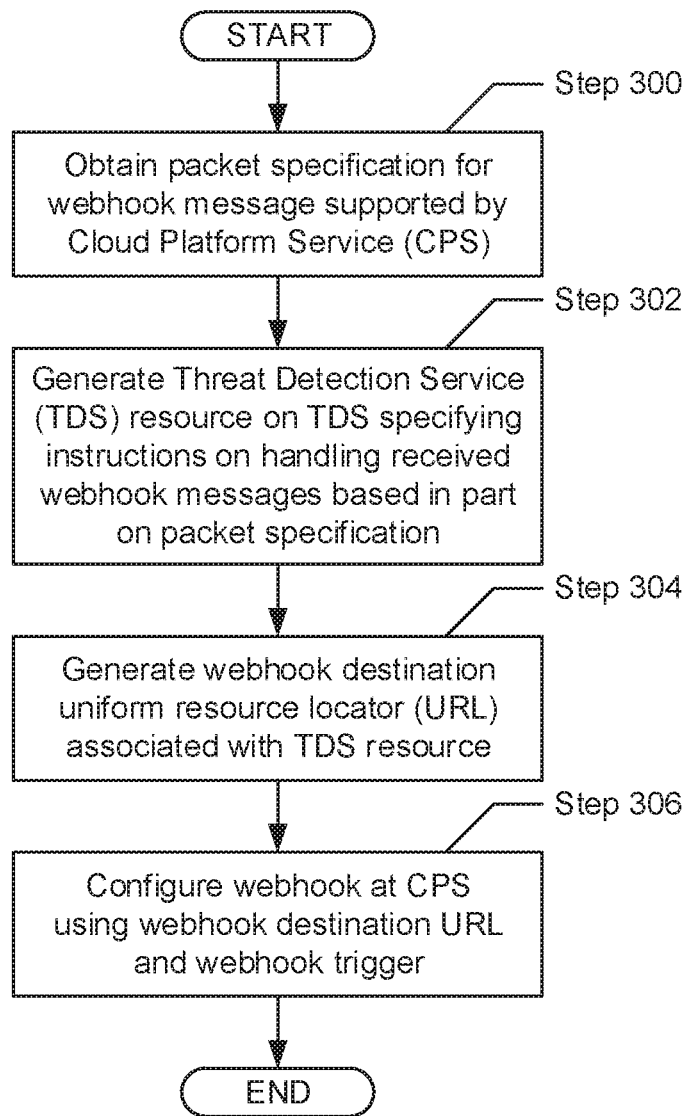 START
Step 300
Obtain packet specification for
webhook message supported by
Cloud Platform Service (CPS)
Step 302
Generate Threat Detection Service
(TDS) resource on TDS specifying
instructions on handling received
webhook messages based in part
on packet specification
Step 304
Generate webhook destination
uniform resource locator (URL)
associated with TDS resource
Step 306
Configure webhook at CPS
using webhook destination URL
and webhook trigger
END